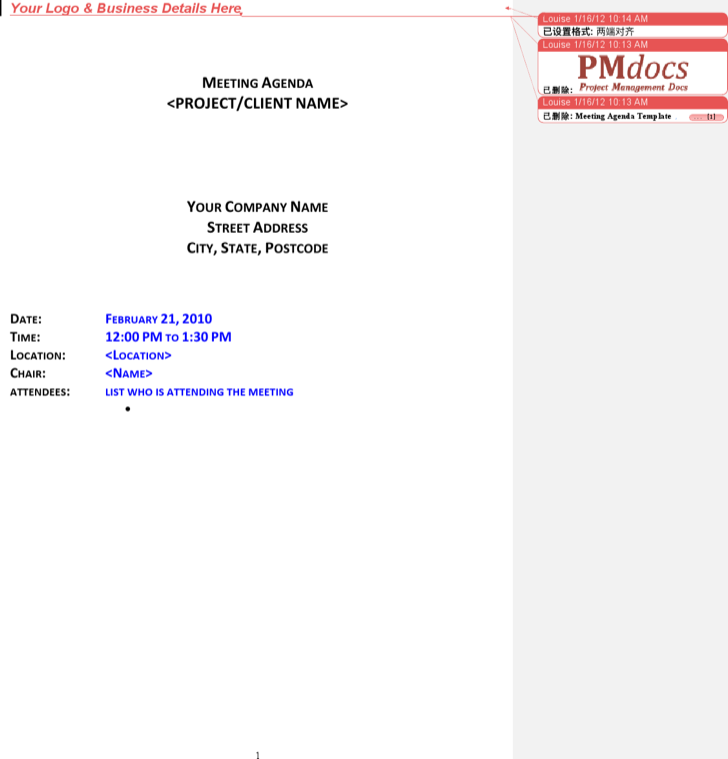 Your Logo & Business Details Here
MEETING AGENDA
<PROJECT/CLIENT NAME>
YOUR COMPANY NAME
STREET ADDRESS
CITY, STATE, POSTCODE
DATE: FEBRUARY 21, 2010
TIME: 12:00 PM TO 1:30 PM
LOCATION: <LOCATION>
CHAIR: <NAME>
ATTENDEES: LIST WHO IS ATTENDING THE MEETING
•
1
Louise 1/16/12 10:14 AM
已设置格式: 两端对齐
Louise 1/16/12 10:13 AM
PMdocs
已删除: Project Management Docs
Louise 1/16/12 10:13 AM
已删除: Meeting Agenda Template ... [1]